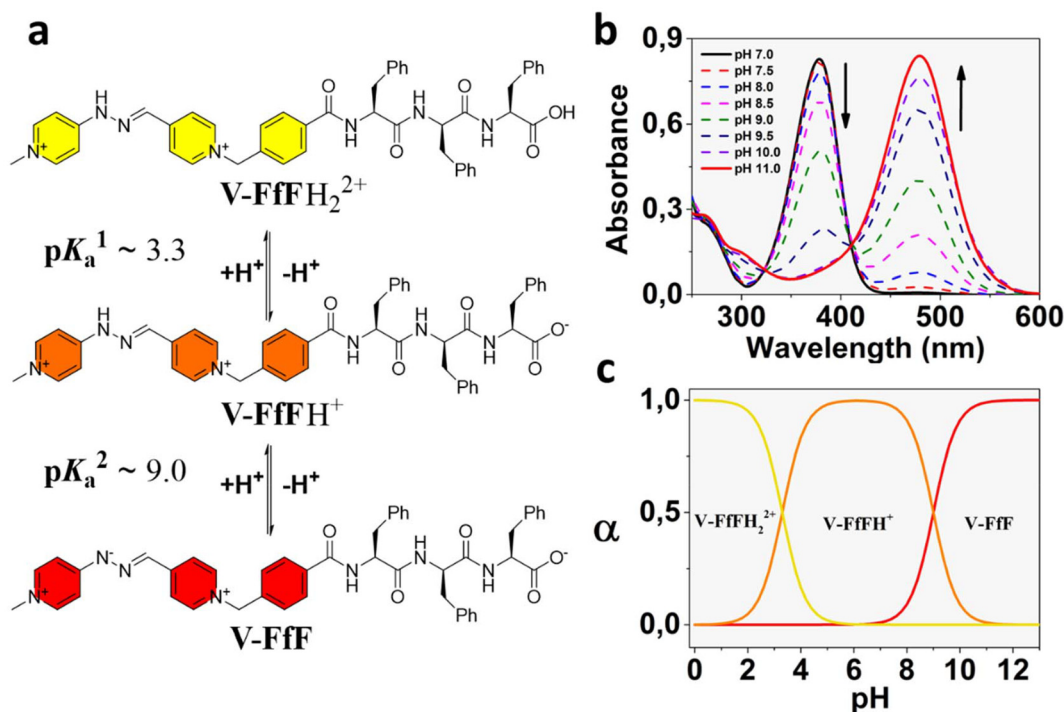 a
Ph
Ph
H
N
N
N+
N+
O
H
N
O
N
H
Ph
H
N
O
OH
V-FfFH₂²⁺
pKₐ¹ ~ 3.3
+H⁺ -H⁺
Ph
Ph
H
N
N
N+
N+
O
N
H
O
H
N
O
Ph
N
H
O
O-
V-FfFH⁺
pKₐ² ~ 9.0
+H⁺ -H⁺
Ph
Ph
N-
N
N+
N+
O
N
H
O
H
N
O
Ph
N
H
O
O-
V-FfF
b
Absorbance
0,9
0,6
0,3
0,0
pH 7.0
pH 7.5
pH 8.0
pH 8.5
pH 9.0
pH 9.5
pH 10.0
pH 11.0
300 400 500 600
Wavelength (nm)
c
α
1,0
0,5
0,0
V-FfFH₂²⁺ V-FfFH⁺ V-FfF
0 2 4 6 8 10 12
pH